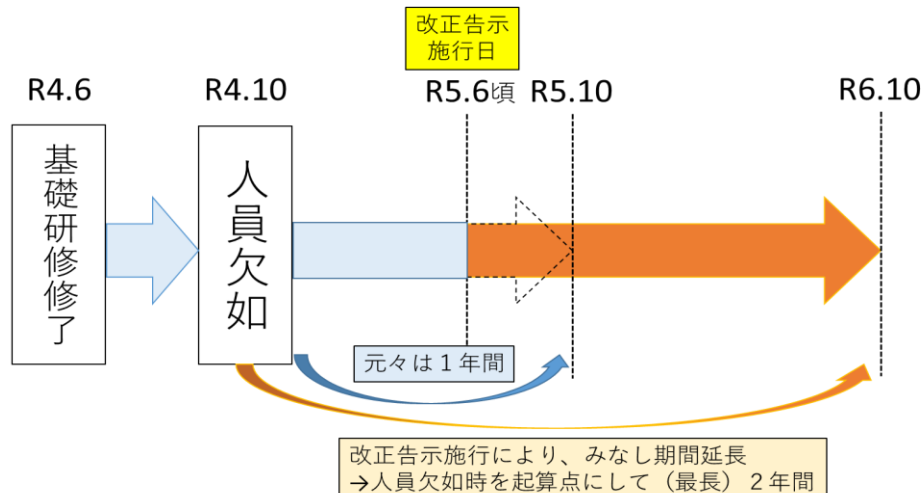 改正告示
施行日
R4.6
R4.10
R5.6頃
R5.10
R6.10
基礎研修修了
人員欠如
元々は１年間
改正告示施行により、みなし期間延長
→人員欠如時を起算点にして（最長）２年間